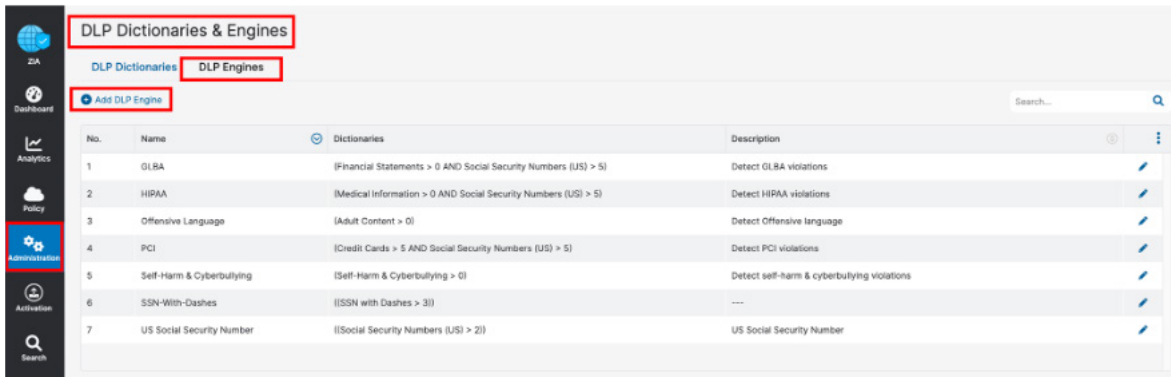 DLP Dictionaries & Engines
ZIA
DLP Dictionaries DLP Engines
Add DLP Engine Search...
Dashboard
No. Name Dictionaries Description
Analytics
1 GLBA (Financial Statements > 0 AND Social Security Numbers (US) > 5) Detect GLBA violations
2 HIPAA (Medical Information > 0 AND Social Security Numbers (US) > 5) Detect HIPAA violations
Policy
3 Offensive Language (Adult Content > 0) Detect Offensive language
4 PCI (Credit Cards > 5 AND Social Security Numbers (US) > 5) Detect PCI violations
Administration
5 Self-Harm & Cyberbullying (Self-Harm & Cyberbullying > 0) Detect self-harm & cyberbullying violations
6 SSN-With-Dashes ((SSN with Dashes > 3)) ---
Activation
7 US Social Security Number ((Social Security Numbers (US) > 2)) US Social Security Number
Search